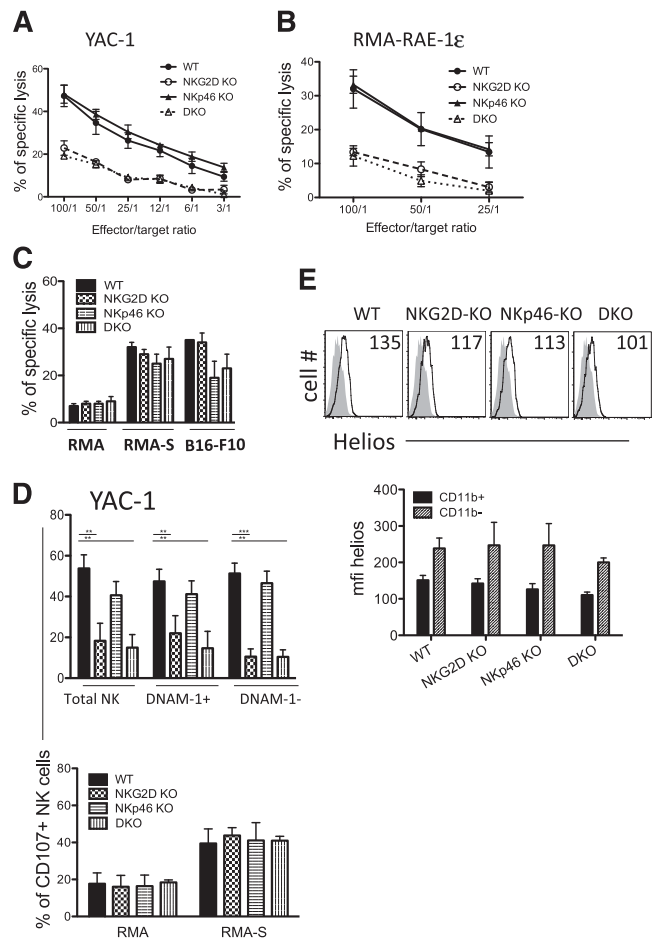 A
YAC-1
% of specific lysis
60
40
20
0
WT
NKG2D KO
NKp46 KO
DKO
100/1 50/1 25/1 12/1 6/1 3/1
Effector/target ratio
B
RMA-RAE-1ε
% of specific lysis
40
30
20
10
0
WT
NKG2D KO
NKp46 KO
DKO
100/1 50/1 25/1
Effector/target ratio
C
% of specific lysis
60
40
20
0
WT
NKG2D KO
NKp46 KO
DKO
RMA RMA-S B16-F10
E
WT NKG2D-KO NKp46-KO DKO
cell #
135 117 113 101
Helios
mfi helios
400
300
200
100
0
CD11b+
CD11b-
WT NKG2D KO NKp46 KO DKO
D
YAC-1
80
60
40
20
0
** ** ***
** ** **
Total NK DNAM-1+ DNAM-1-
% of CD107+ NK cells
80
60
40
20
0
WT
NKG2D KO
NKp46 KO
DKO
RMA RMA-S